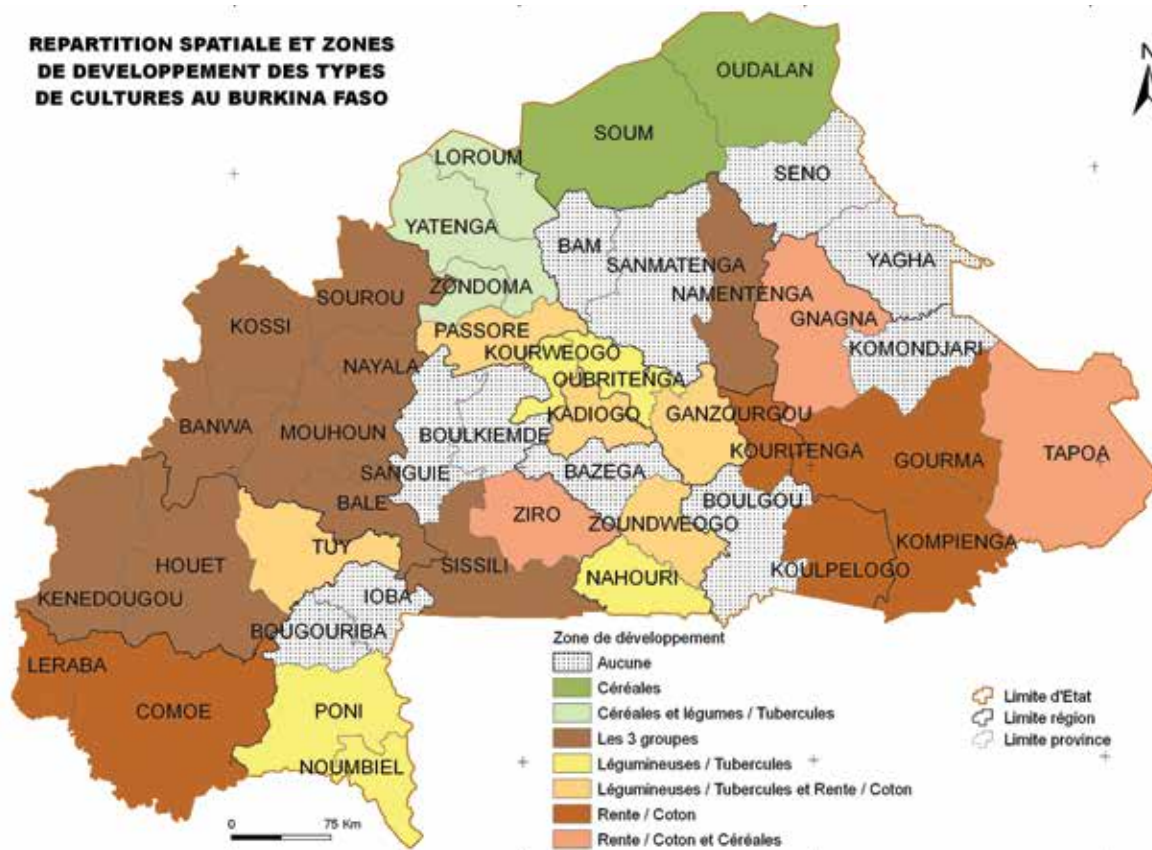 REPARTITION SPATIALE ET ZONES
DE DEVELOPPEMENT DES TYPES
DE CULTURES AU BURKINA FASO
N
OUDALAN
SOUM
LOROUM
SENO
YATENGA
BAM
SANMATENGA
YAGHA
ZONDOMA
NAMENTENGA
SOUROU
KOSSI
GNAGNA
PASSORE
KOURWEOGO
KOMONDJARI
NAYALA
OUBRITENGA
KADIOGO
GANZOURGOU
BANWA
MOUHOUN
BOULKIEMDE
KOURITENGA
GOURMA
TAPOA
SANGUIE
BAZEGA
BALE
BOULGOU
ZIRO
ZOUNDWEOGO
TUY
KOMPIENGA
HOUET
SISSILI
NAHOURI
KOULPELOGO
KENEDOUGOU
IOBA
BOUGOURIBA
LERABA
COMOE
PONI
NOUMBIEL
Zone de développement
Aucune
Céréales
Céréales et légumes / Tubercules
Les 3 groupes
Légumineuses / Tubercules
Légumineuses / Tubercules et Rente / Coton
Rente / Coton
Rente / Coton et Céréales
Limite d'Etat
Limite région
Limite province
0 75 Km